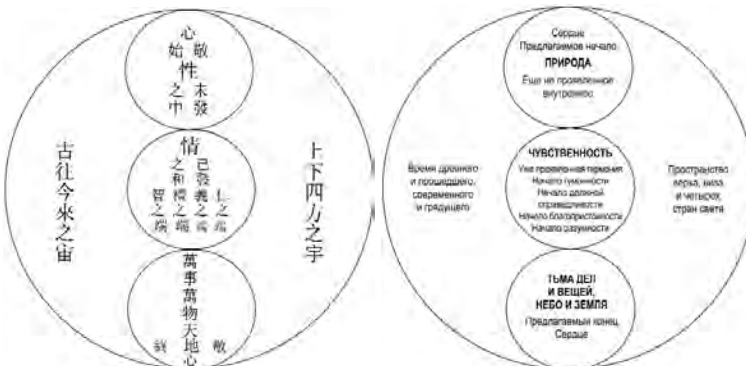 心
敬
始
性
未發
之中
上下四方之宇
情
仁之端
已發義之端
之和禮之端
智之端
古往今來之宙
萬事萬物天地心
敬
終
Сердце
Предлагаемое начало
ПРИРОДА
Еще не проявленное
внутреннее
Время древнего
и прошедшего,
современного
и грядущего
ЧУВСТВЕННОСТЬ
Уже проявленная гармония
Начало гуманности
Начало должной
справедливости
Начало благопристойности
Начало разумности
Пространство
верха, низа
и четырех
стран света
ТЬМА ДЕЛ
И ВЕЩЕЙ,
НЕБО И ЗЕМЛЯ
Предлагаемый конец
Сердце